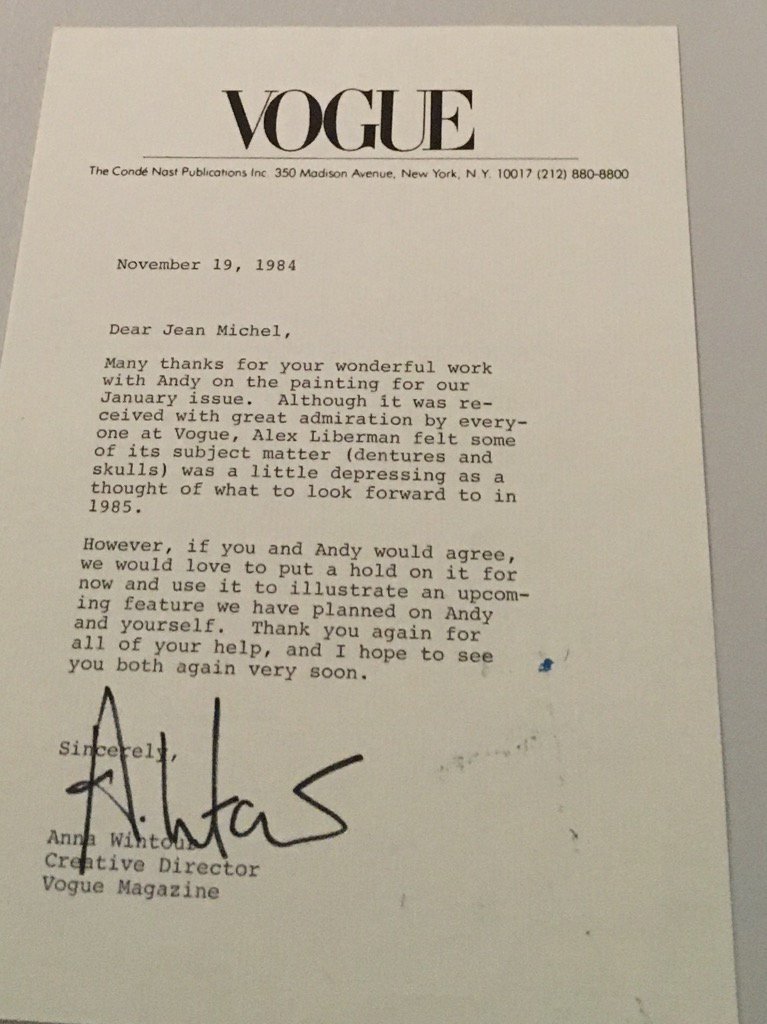 VOGUE
The Condé Nast Publications Inc. 350 Madison Avenue, New York, N.Y. 10017 (212) 880-8800
November 19, 1984
Dear Jean Michel,
Many thanks for your wonderful work
with Andy on the painting for our
January issue. Although it was re-
ceived with great admiration by every-
one at Vogue, Alex Liberman felt some
of its subject matter (dentures and
skulls) was a little depressing as a
thought of what to look forward to in
1985.
However, if you and Andy would agree,
we would love to put a hold on it for
now and use it to illustrate an upcom-
ing feature we have planned on Andy
and yourself. Thank you again for
all of your help, and I hope to see
you both again very soon.
Sincerely,
Anna Wintour
Creative Director
Vogue Magazine